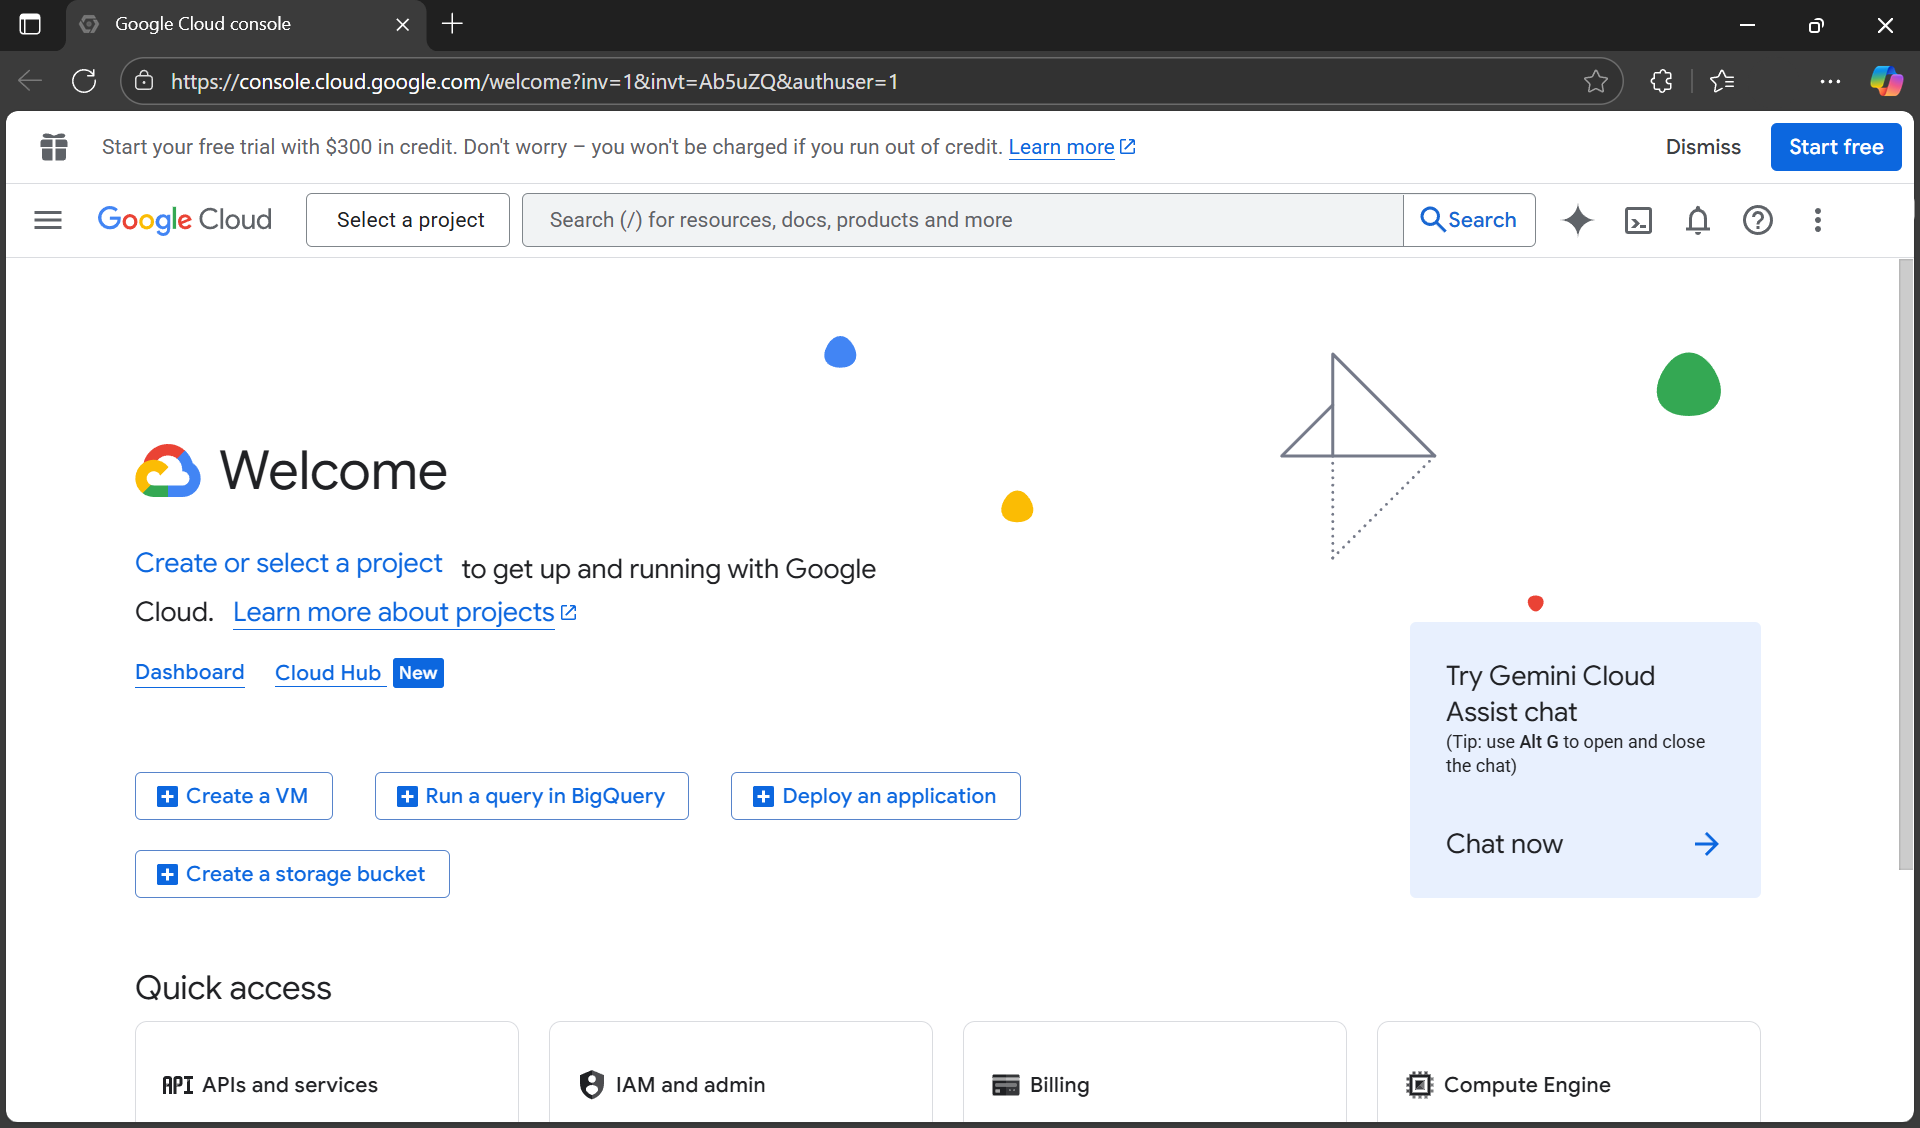 Google Cloud console
https://console.cloud.google.com/welcome?inv=1&invt=Ab5uZQ&authuser=1
Start your free trial with $300 in credit. Don't worry – you won't be charged if you run out of credit. Learn more
Dismiss
Start free
Google Cloud
Select a project
Search (/) for resources, docs, products and more
Search
Welcome
Create or select a project to get up and running with Google
Cloud. Learn more about projects
Dashboard
Cloud Hub New
Try Gemini Cloud
Assist chat
(Tip: use Alt G to open and close
the chat)
Chat now
Create a VM
Run a query in BigQuery
Deploy an application
Create a storage bucket
Quick access
API APIs and services
IAM and admin
Billing
Compute Engine